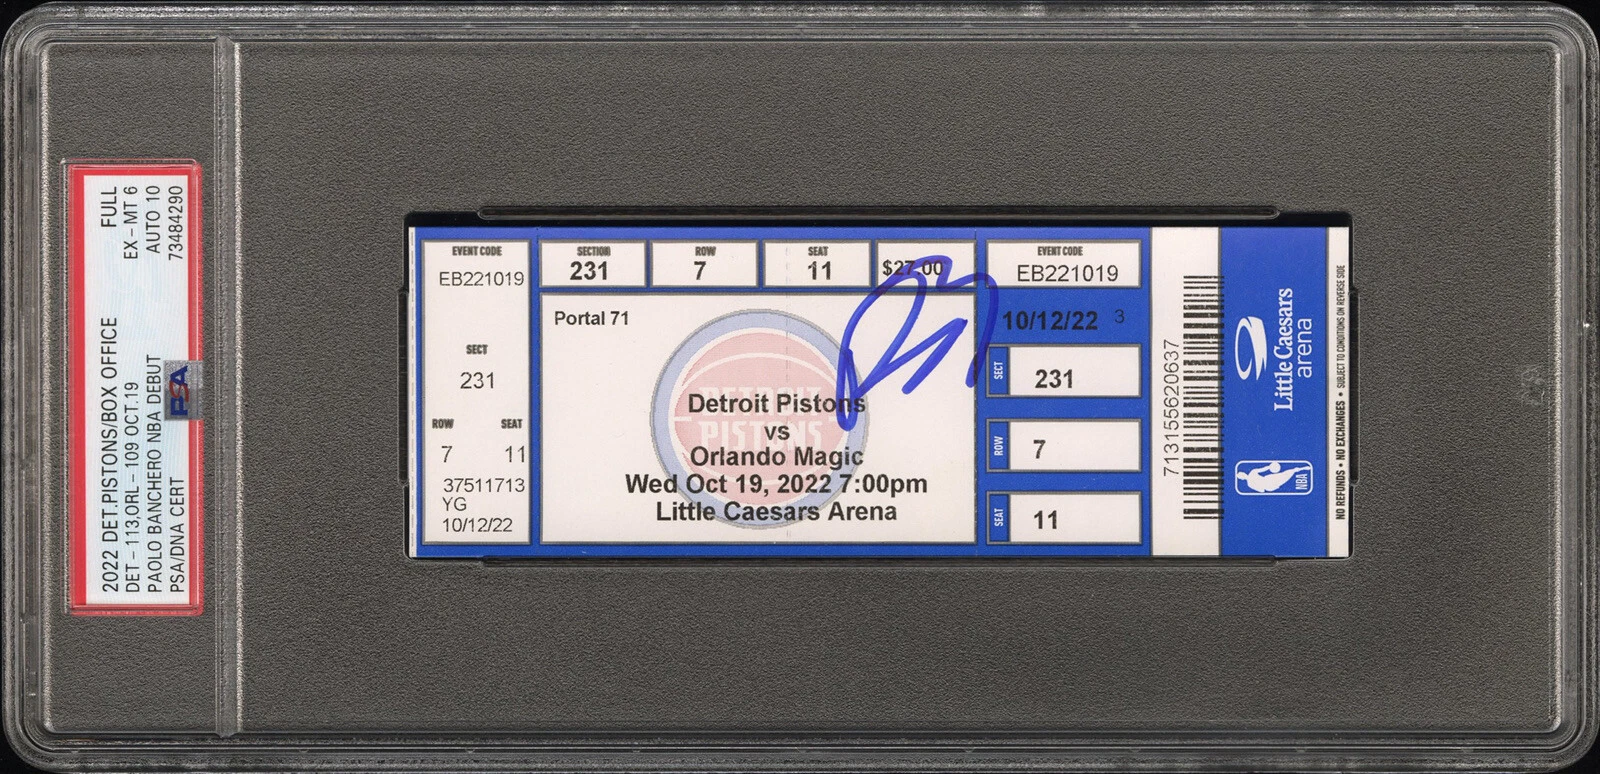 2022 DET.PISTONS/BOX OFFICE FULL
DET - 113,ORL - 109 OCT.19 EX - MT 6
PAOLO BANCHERO NBA DEBUT AUTO 10
PSA/DNA CERT 73484290
PSA
EVENT CODE
EB221019
SECT
231
ROW SEAT
7 11
37511713
YG
10/12/22
SECTION
231
ROW
7
SEAT
11
$27.00
Portal 71
DETROIT
PISTONS
Detroit Pistons
vs
Orlando Magic
Wed Oct 19, 2022 7:00pm
Little Caesars Arena
EVENT CODE
EB221019
10/12/22 3
SECT
231
ROW
7
SEAT
11
713155620637
Little Caesars
arena
NBA
NO REFUNDS • NO EXCHANGES • SUBJECT TO CONDITIONS ON REVERSE SIDE